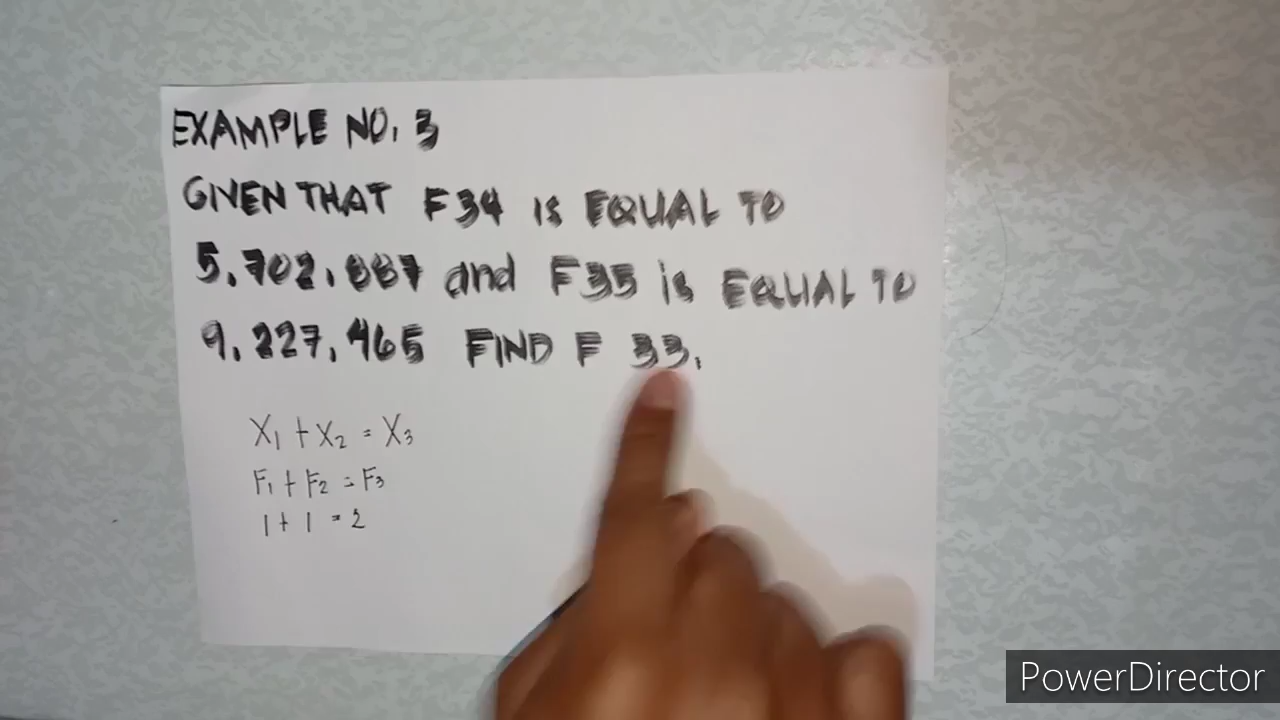 EXAMPLE NO. 3
GIVEN THAT F34 IS EQUAL TO
5,702,887 and F35 is EQUAL TO
9,227,465 FIND F 33.
X1 + X2 = X3
F1 + F2 = F3
1 + 1 = 2
PowerDirector